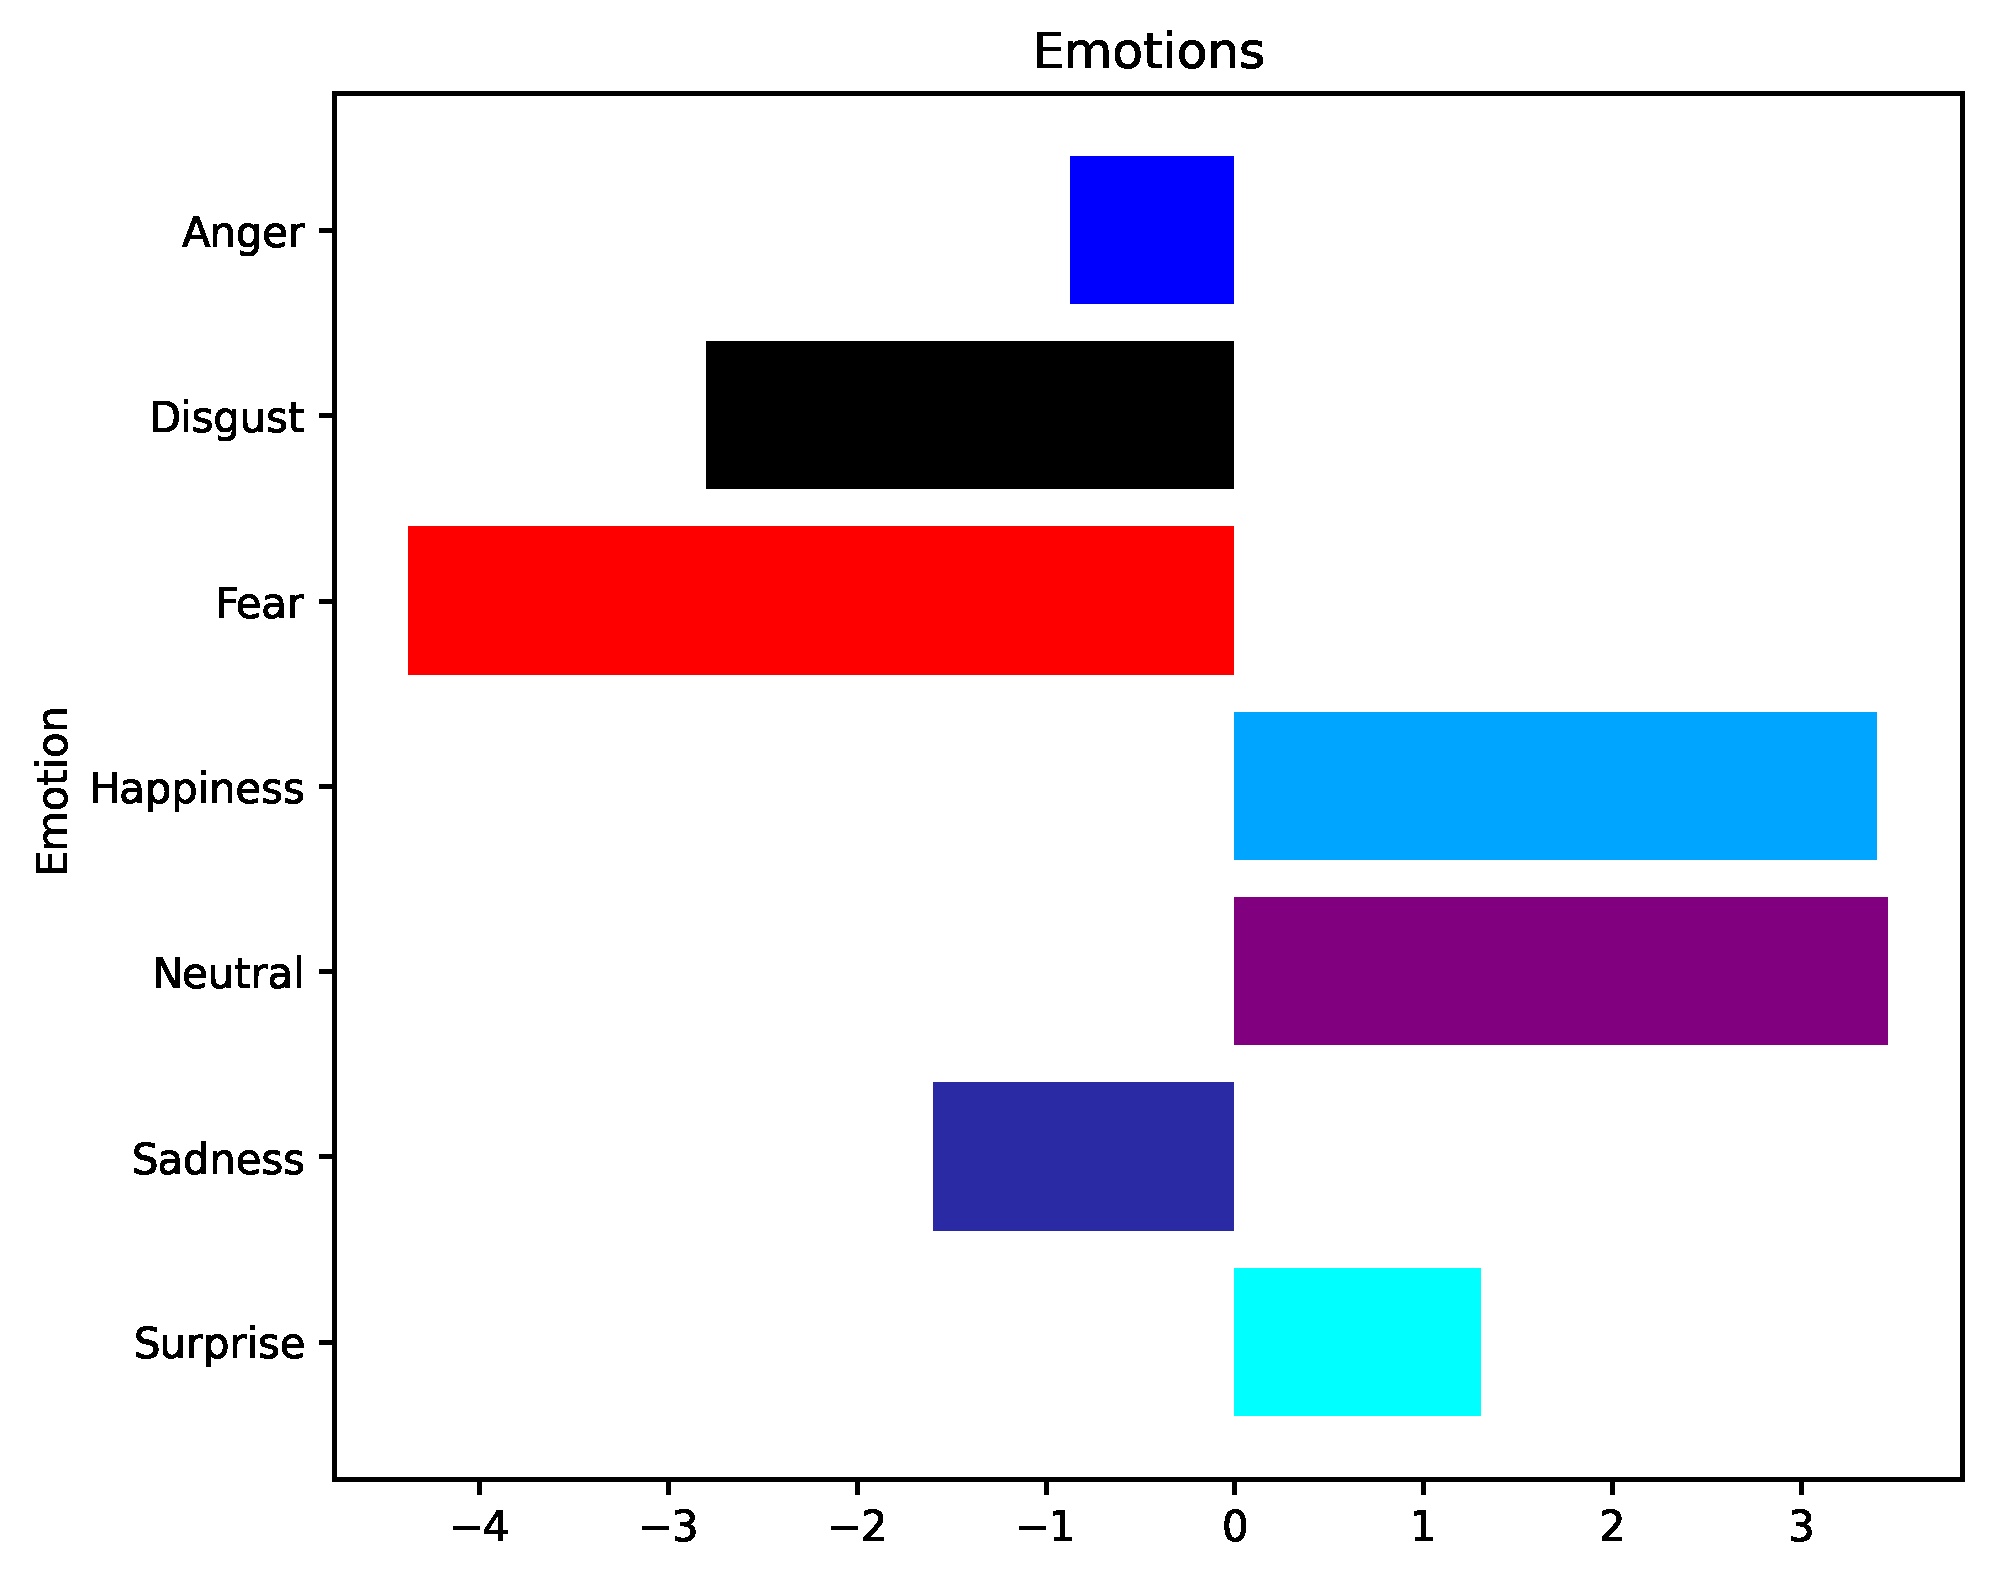 Emotions
Anger
Disgust
Fear
Happiness
Neutral
Sadness
Surprise
Emotion
−4 −3 −2 −1 0 1 2 3